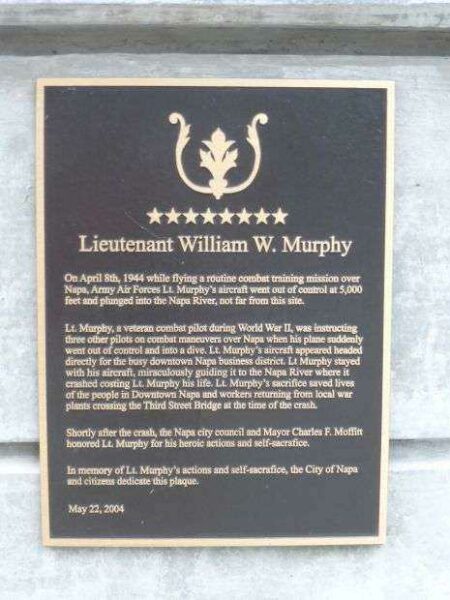 Lieutenant William W. Murphy
On April 8th, 1944 while flying a routine combat training mission over
Napa, Army Air Forces Lt. Murphy's aircraft went out of control at 5,000
feet and plunged into the Napa River, not far from this site.
Lt. Murphy, a veteran combat pilot during World War II, was instructing
three other pilots on combat maneuvers over Napa when his plane suddenly
went out of control and into a dive. Lt. Murphy's aircraft appeared headed
directly for the busy downtown Napa business district. Lt Murphy stayed
with his aircraft, miraculously guiding it to the Napa River where it
crashed costing Lt. Murphy his life. Lt. Murphy's sacrifice saved lives
of the people in Downtown Napa and workers returning from local war
plants crossing the Third Street Bridge at the time of the crash.
Shortly after the crash, the Napa city council and Mayor Charles F. Moffitt
honored Lt. Murphy for his heroic actions and self-sacrafice.
In memory of Lt. Murphy's actions and self-sacrafice, the City of Napa
and citizens dedicate this plaque.
May 22, 2004